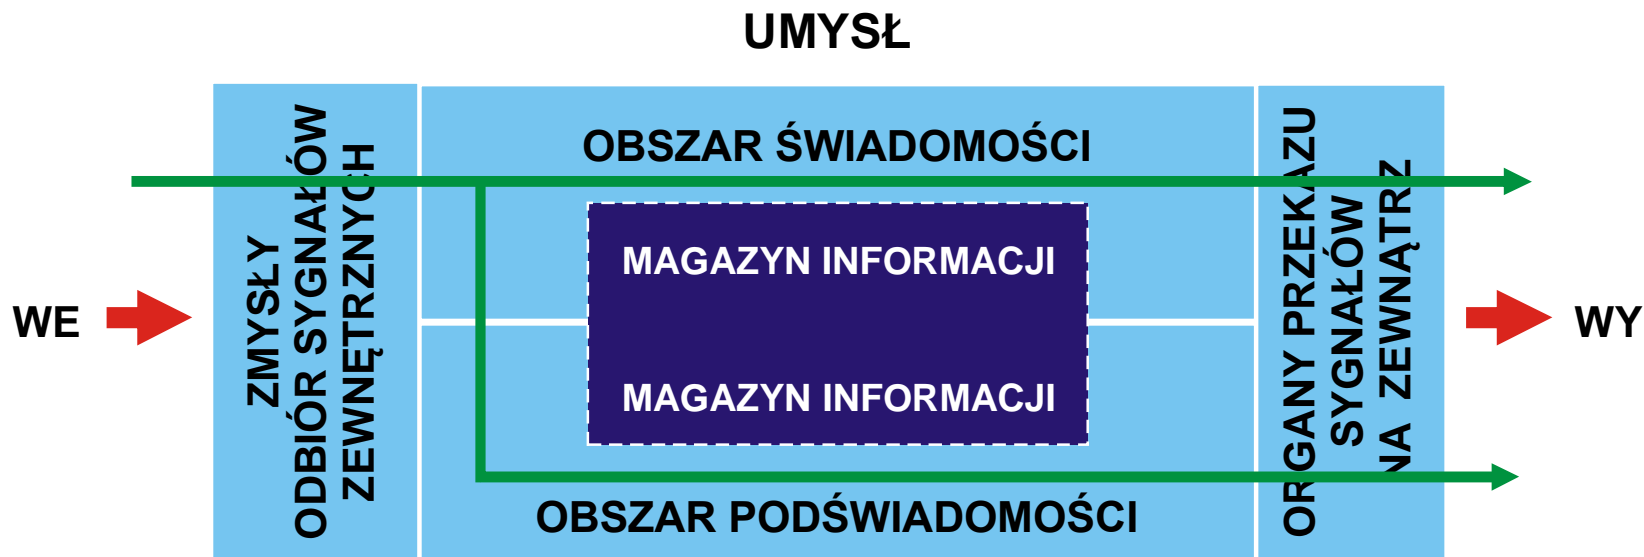 UMYSŁ
WE
ZMYSŁY
ODBIÓR SYGNAŁÓW
ZEWNĘTRZNYCH
OBSZAR ŚWIADOMOŚCI
MAGAZYN INFORMACJI
MAGAZYN INFORMACJI
OBSZAR PODŚWIADOMOŚCI
ORGANY PRZEKAZU
SYGNAŁÓW
NA ZEWNĄTRZ
WY